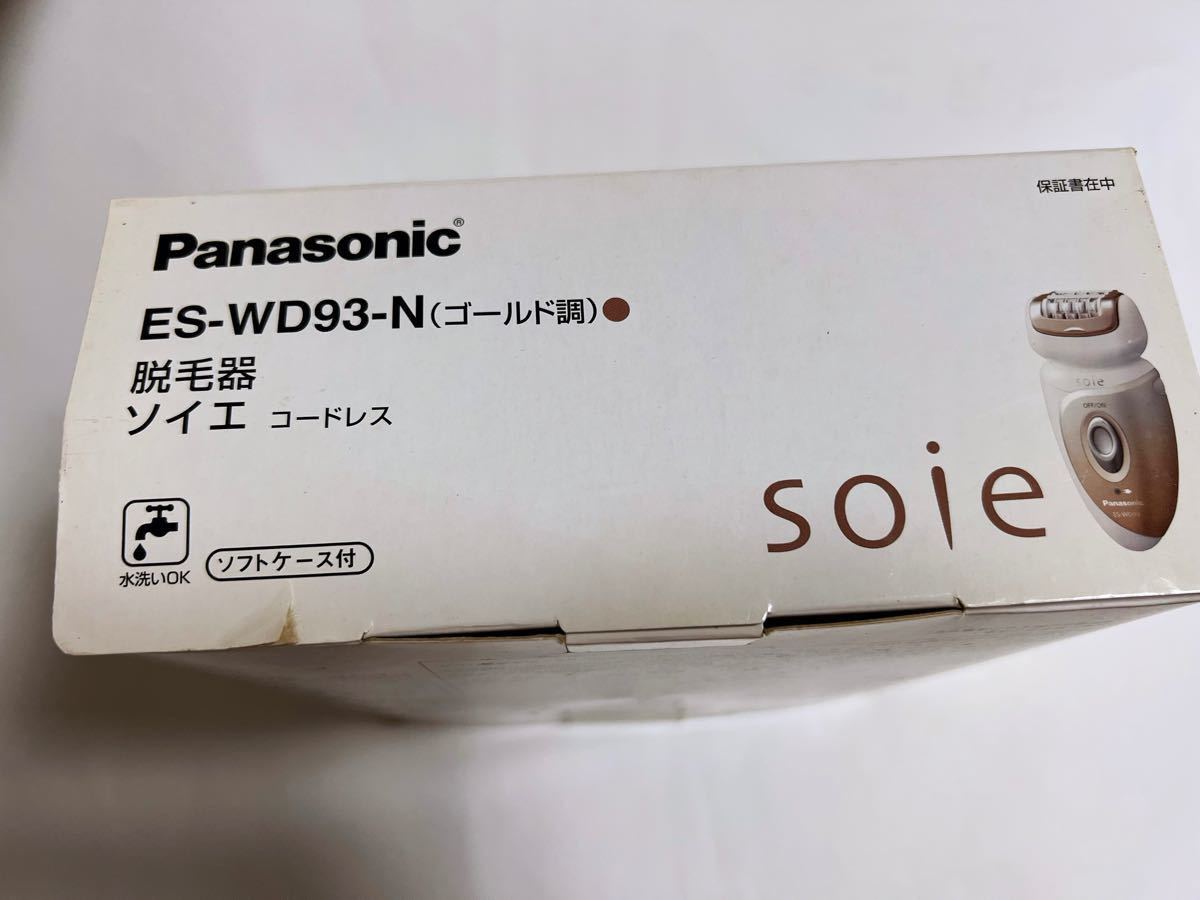 保証書在中
Panasonic®
ES-WD93-N(ゴールド調)●
脱毛器
ソイエ コードレス
水洗いOK
ソフトケース付
soie
soie
OFF/ON
Panasonic